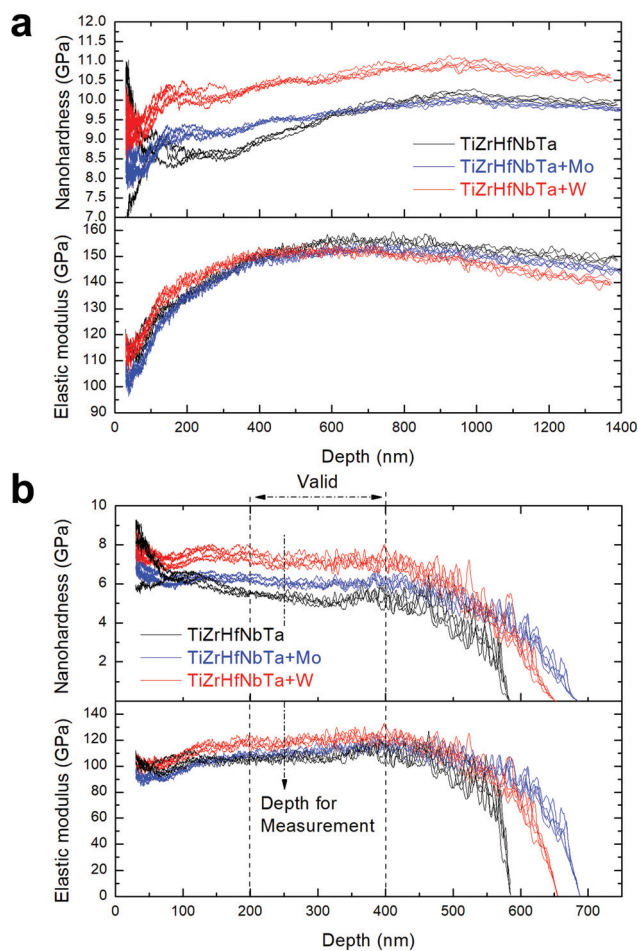 a
12.0
11.5
11.0
10.5
10.0
9.5
9.0
8.5
8.0
7.5
7.0
Nanohardness (GPa)
TiZrHfNbTa
TiZrHfNbTa+Mo
TiZrHfNbTa+W
160
150
140
130
120
110
100
90
Elastic modulus (GPa)
0 200 400 600 800 1000 1200 1400
Depth (nm)
b
Valid
10
8
6
4
2
Nanohardness (GPa)
TiZrHfNbTa
TiZrHfNbTa+Mo
TiZrHfNbTa+W
140
120
100
80
60
40
20
0
Elastic modulus (GPa)
Depth for
Measurement
0 100 200 300 400 500 600 700
Depth (nm)